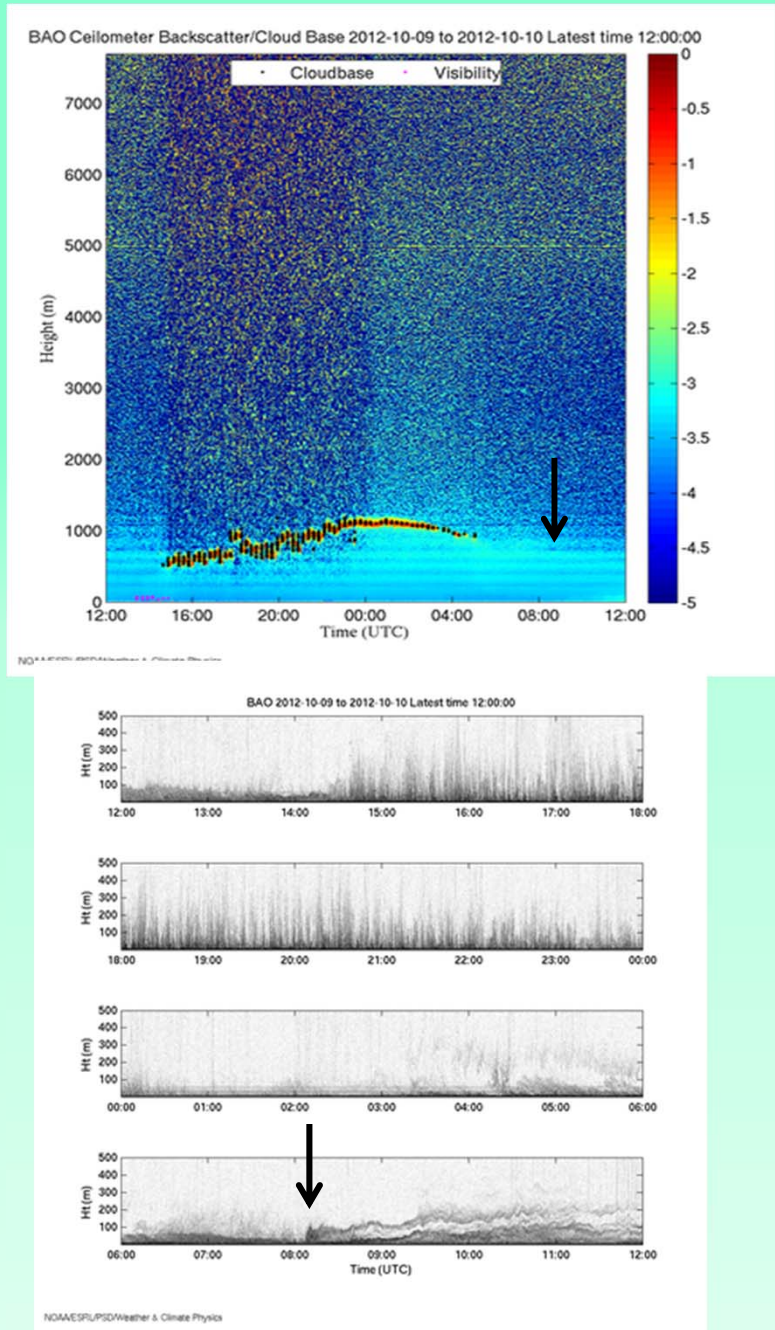 BAO Ceilometer Backscatter/Cloud Base 2012-10-09 to 2012-10-10 Latest time 12:00:00
Cloudbase Visibility
7000
6000
5000
4000
3000
2000
1000
0
Height (m)
12:00 16:00 20:00 00:00 04:00 08:00 12:00
Time (UTC)
0
-0.5
-1
-1.5
-2
-2.5
-3
-3.5
-4
-4.5
-5
NOAA/ESRL/PSD/Weather & Climate Physics
BAO 2012-10-09 to 2012-10-10 Latest time 12:00:00
500
400
300
200
100
Ht (m)
12:00 13:00 14:00 15:00 16:00 17:00 18:00
500
400
300
200
100
Ht (m)
18:00 19:00 20:00 21:00 22:00 23:00 00:00
500
400
300
200
100
Ht (m)
00:00 01:00 02:00 03:00 04:00 05:00 06:00
500
400
300
200
100
Ht (m)
06:00 07:00 08:00 09:00 10:00 11:00 12:00
Time (UTC)
NOAA/ESRL/PSD/Weather & Climate Physics